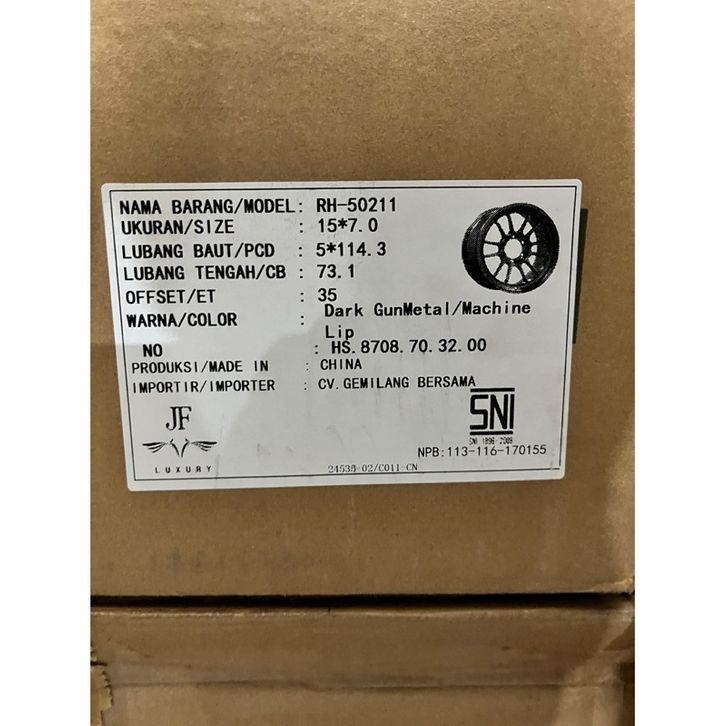 NAMA BARANG/MODEL: RH-50211
UKURAN/SIZE : 15*7.0
LUBANG BAUT/PCD : 5*114.3
LUBANG TENGAH/CB : 73.1
OFFSET/ET : 35
WARNA/COLOR : Dark GunMetal/Machine
Lip
NO : HS.8708.70.32.00
PRODUKSI/MADE IN : CHINA
IMPORTIR/IMPORTER : CV.GEMILANG BERSAMA
JF
LUXURY
SNI
SNI 1896:2008
NPB:113-116-170155
24535-02/C011-CN